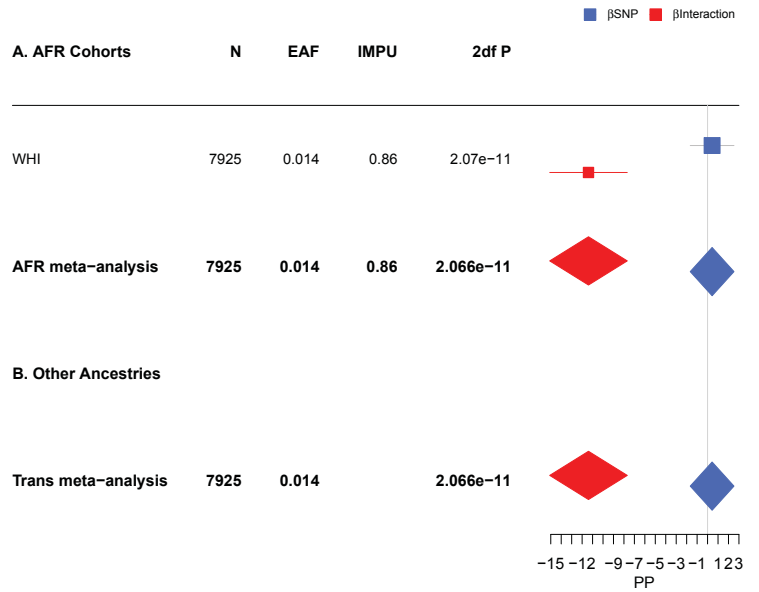 βSNP βInteraction
A. AFR Cohorts N EAF IMPU 2df P
WHI 7925 0.014 0.86 2.07e−11
AFR meta−analysis 7925 0.014 0.86 2.066e−11
B. Other Ancestries
Trans meta−analysis 7925 0.014 2.066e−11
−15 −12 −9 −7 −5 −3 −1 1 2 3
PP